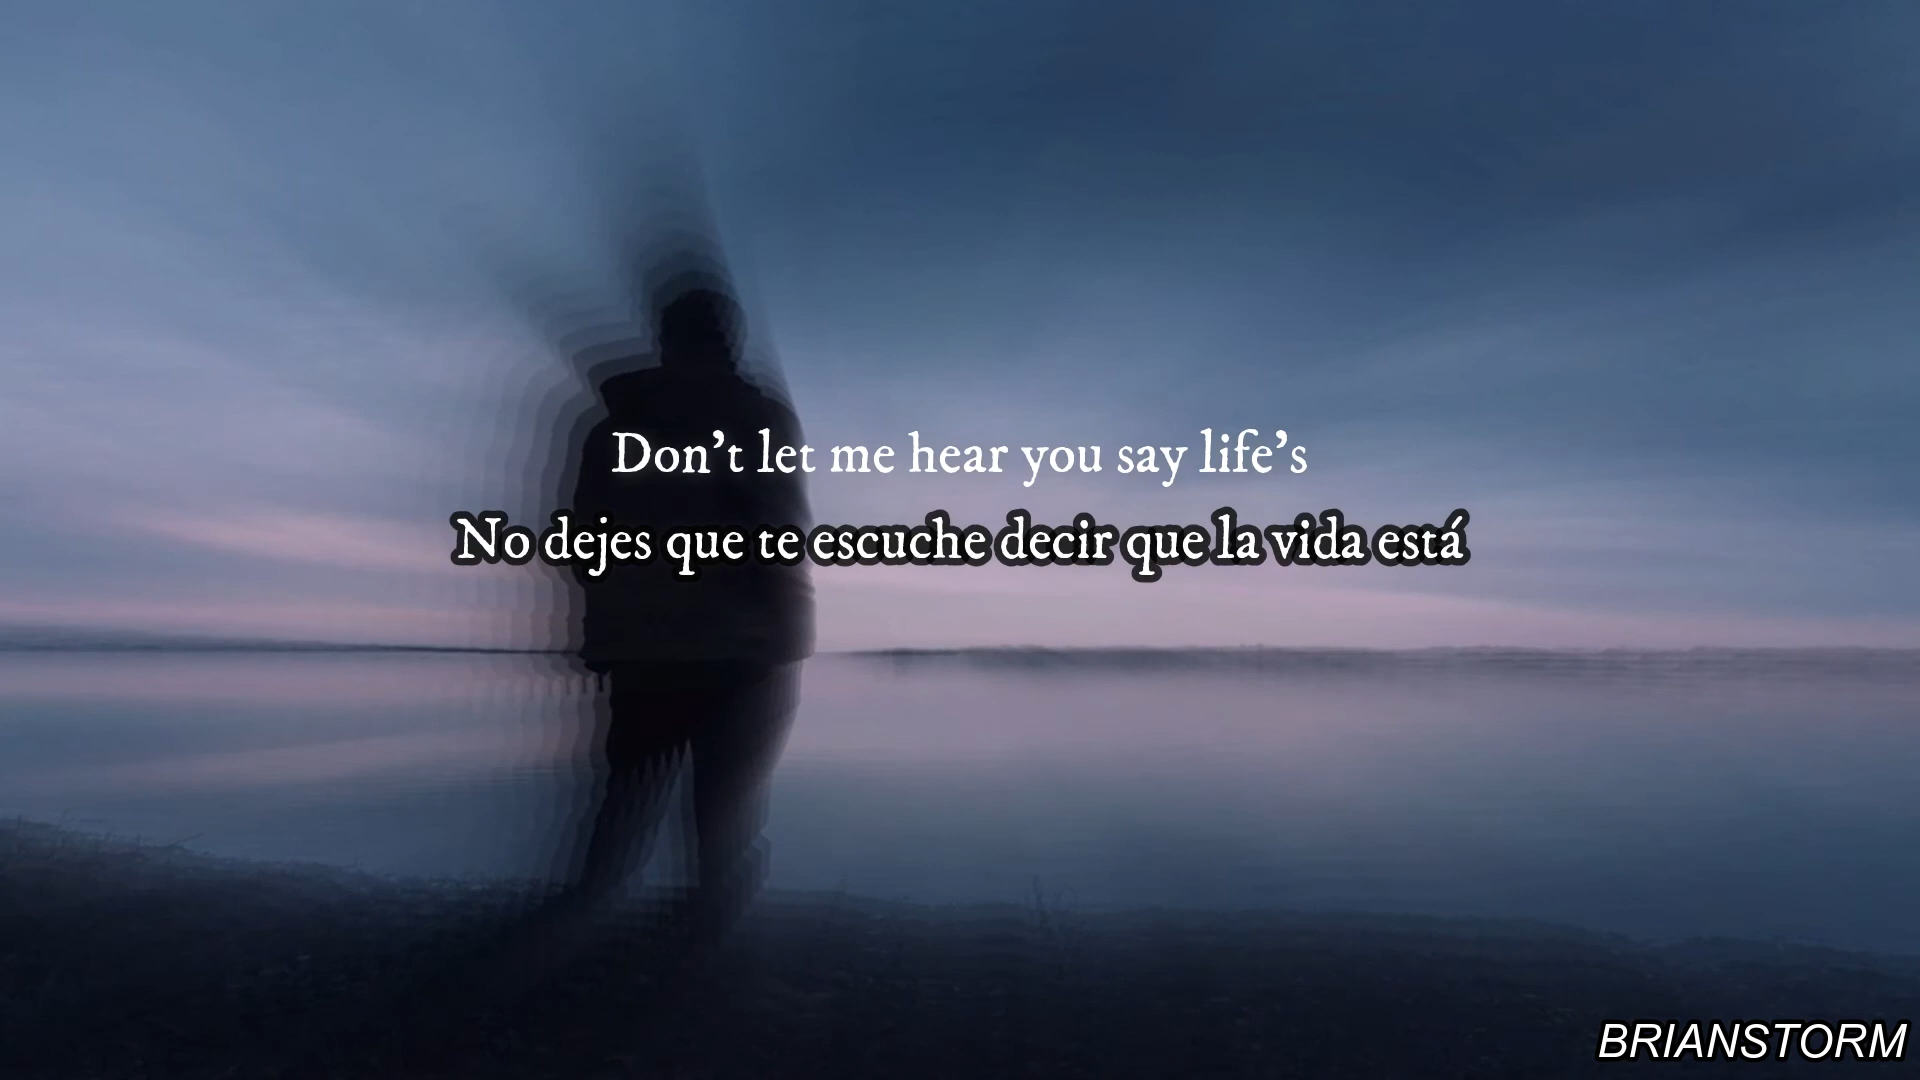 Don't let me hear you say life's
No dejes que te escuche decir que la vida está
BRIANSTORM